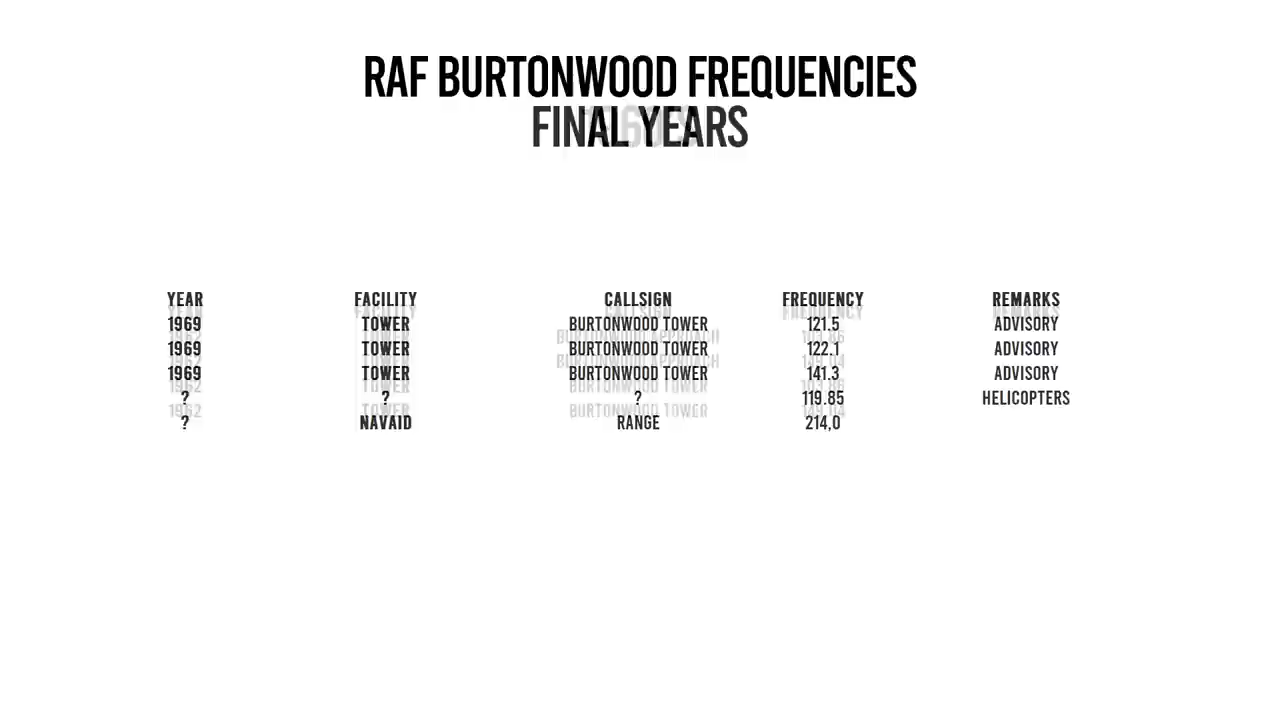 RAF BURTONWOOD FREQUENCIES
FINAL YEARS
YEAR FACILITY CALLSIGN FREQUENCY REMARKS
1969 TOWER BURTONWOOD TOWER 121.5 ADVISORY
1969 TOWER BURTONWOOD TOWER 122.1 ADVISORY
1969 TOWER BURTONWOOD TOWER 141.3 ADVISORY
? ? ? 119.85 HELICOPTERS
? NAVAID RANGE 214,0